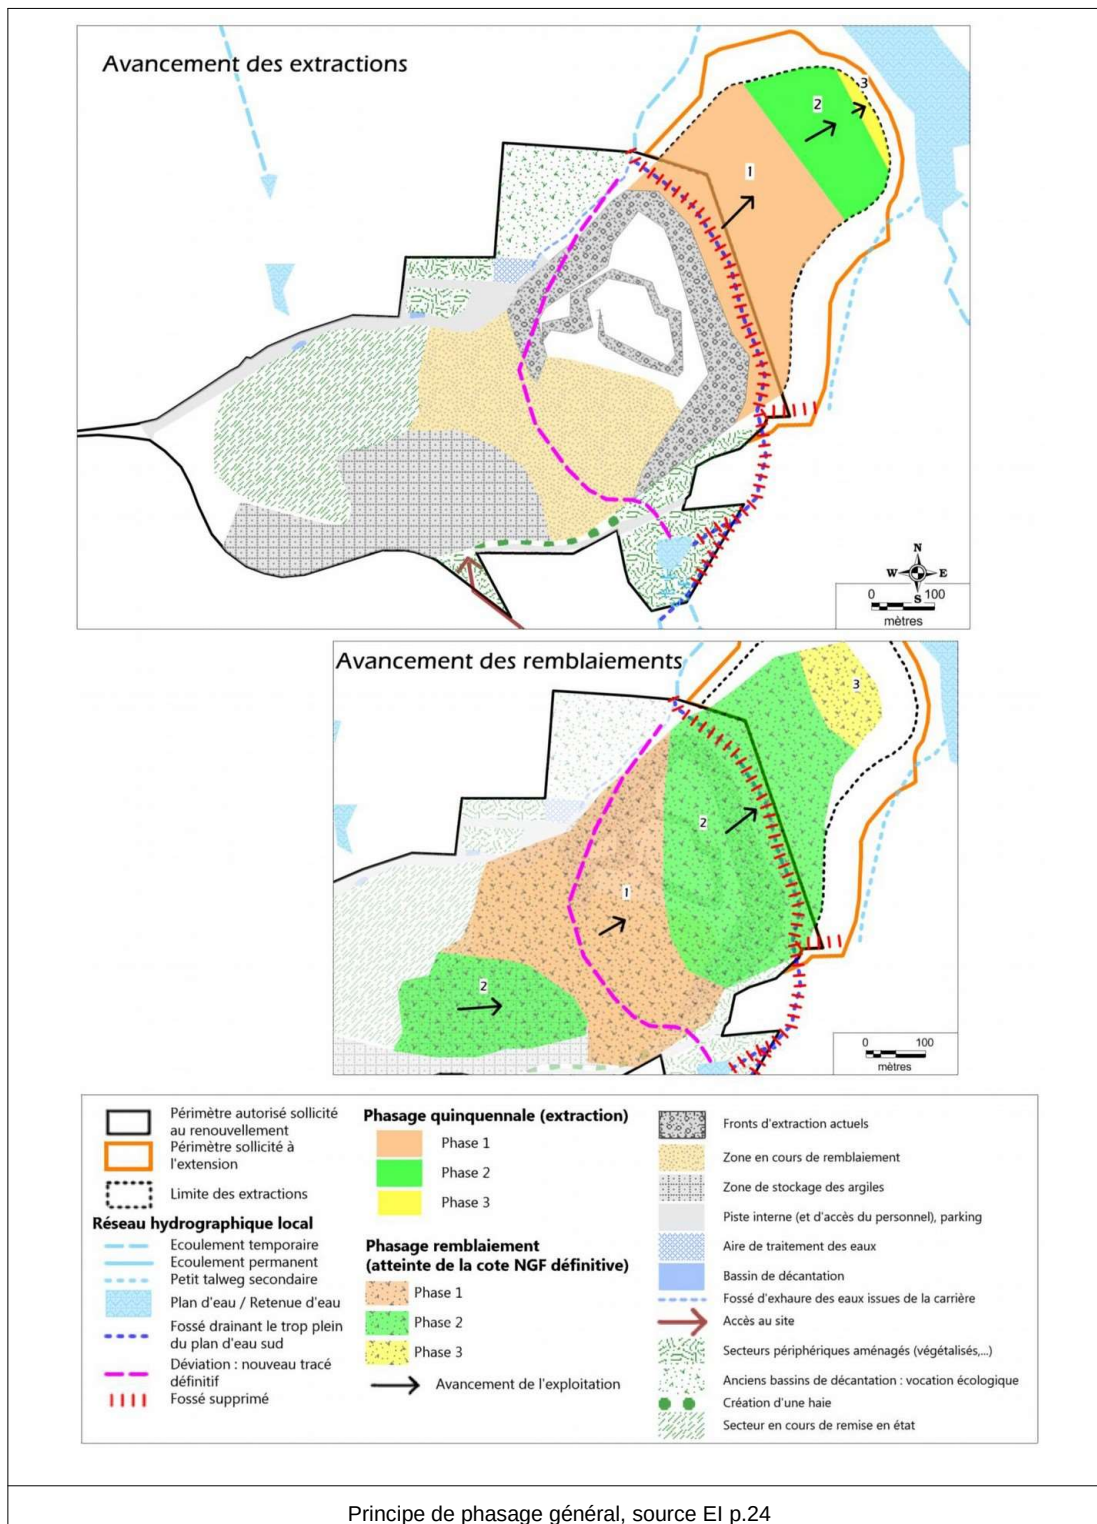 Avancement des extractions
3
2
1
N
W
E
S
0
100
mètres
Avancement des remblaiements
3
2
1
2
0
100
mètres
Périmètre autorisé sollicité
au renouvellement
Périmètre sollicité à
l'extension
Limite des extractions
Réseau hydrographique local
Ecoulement temporaire
Ecoulement permanent
Petit talweg secondaire
Plan d'eau / Retenue d'eau
Fossé drainant le trop plein
du plan d'eau sud
Déviation : nouveau tracé
définitif
Fossé supprimé
Phasage quinquennale (extraction)
Phase 1
Phase 2
Phase 3
Phasage remblaiement
(atteinte de la cote NGF définitive)
Phase 1
Phase 2
Phase 3
Avancement de l'exploitation
Fronts d'extraction actuels
Zone en cours de remblaiement
Zone de stockage des argiles
Piste interne (et d'accès du personnel), parking
Aire de traitement des eaux
Bassin de décantation
Fossé d'exhaure des eaux issues de la carrière
Accès au site
Secteurs périphériques aménagés (végétalisés,...)
Anciens bassins de décantation : vocation écologique
Création d'une haie
Secteur en cours de remise en état
Principe de phasage général, source EI p.24